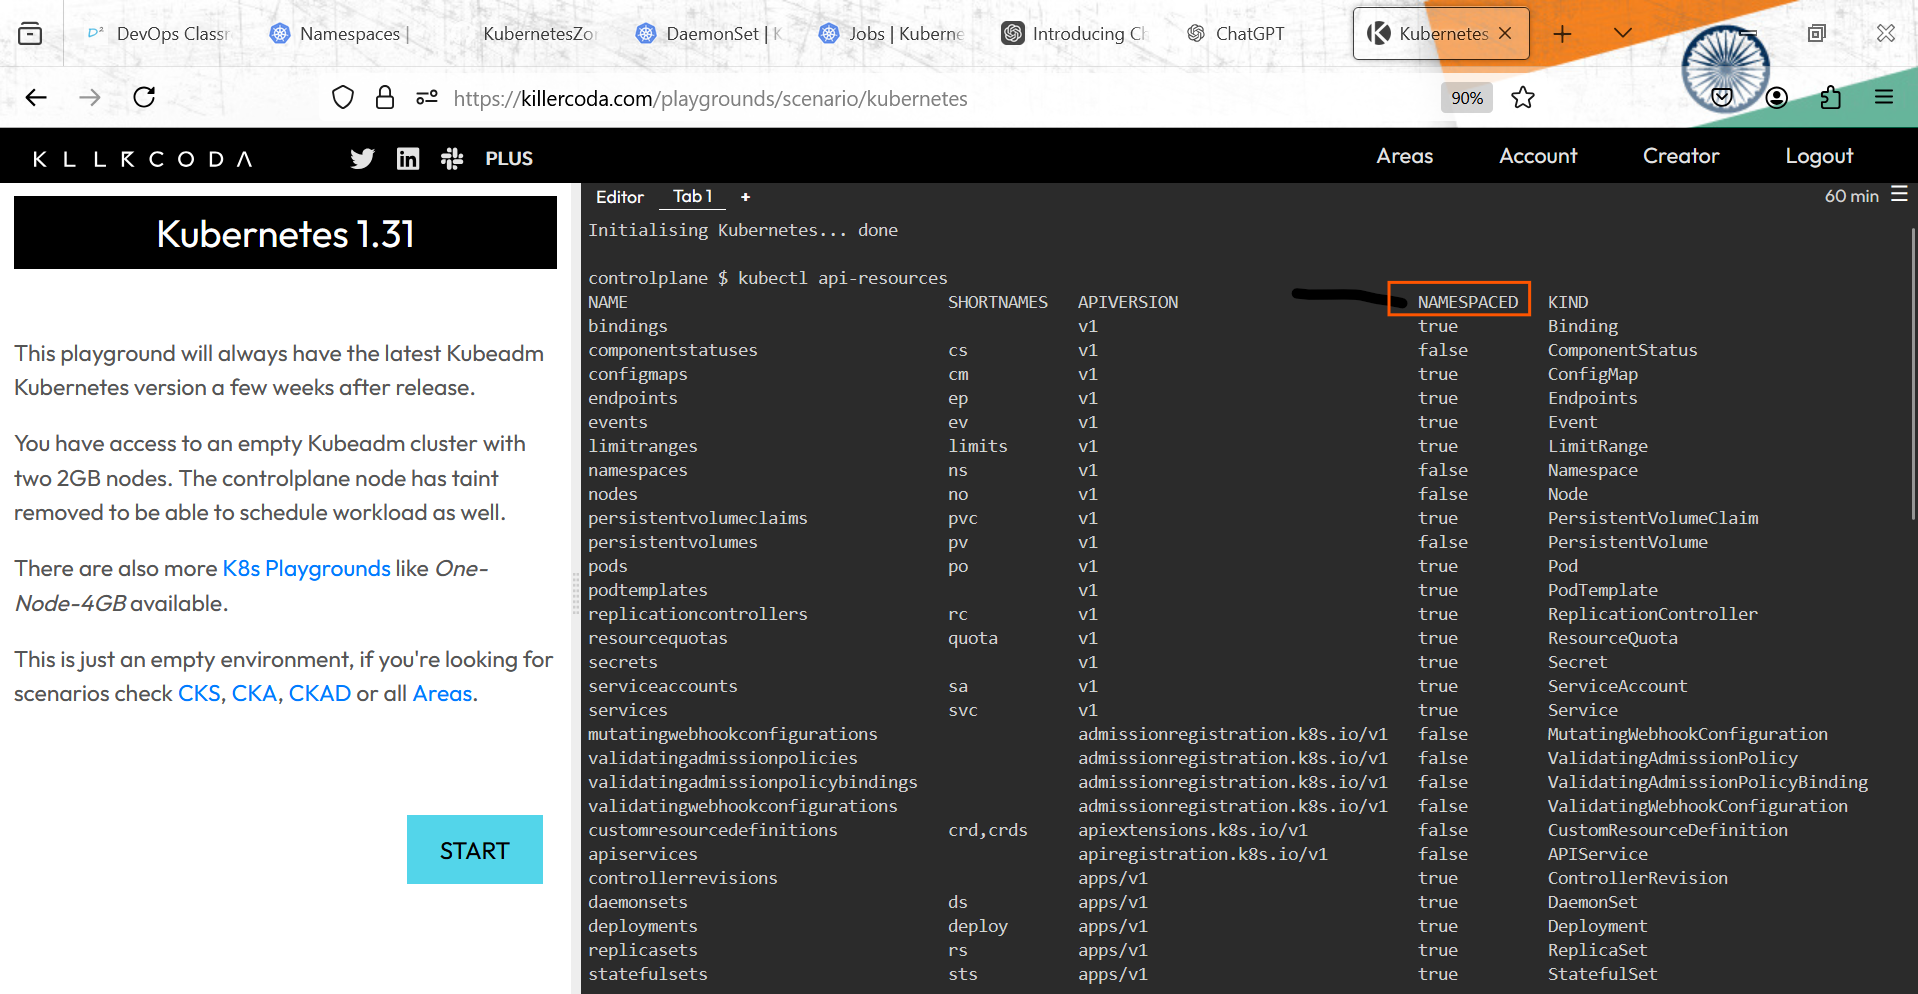 DevOps Classr
Namespaces |
KubernetesZo
DaemonSet | K
Jobs | Kuberne
Introducing Ch
ChatGPT
Kubernetes
https://killercoda.com/playgrounds/scenario/kubernetes
90%
KLLRCODA
PLUS
Areas
Account
Creator
Logout
Kubernetes 1.31
This playground will always have the latest Kubeadm
Kubernetes version a few weeks after release.
You have access to an empty Kubeadm cluster with
two 2GB nodes. The controlplane node has taint
removed to be able to schedule workload as well.
There are also more K8s Playgrounds like One-
Node-4GB available.
This is just an empty environment, if you're looking for
scenarios check CKS, CKA, CKAD or all Areas.
START
Editor Tab 1 +
60 min
Initialising Kubernetes... done
controlplane $ kubectl api-resources
NAME SHORTNAMES APIVERSION NAMESPACED KIND
bindings v1 true Binding
componentstatuses cs v1 false ComponentStatus
configmaps cm v1 true ConfigMap
endpoints ep v1 true Endpoints
events ev v1 true Event
limitranges limits v1 true LimitRange
namespaces ns v1 false Namespace
nodes no v1 false Node
persistentvolumeclaims pvc v1 true PersistentVolumeClaim
persistentvolumes pv v1 false PersistentVolume
pods po v1 true Pod
podtemplates v1 true PodTemplate
replicationcontrollers rc v1 true ReplicationController
resourcequotas quota v1 true ResourceQuota
secrets v1 true Secret
serviceaccounts sa v1 true ServiceAccount
services svc v1 true Service
mutatingwebhookconfigurations admissionregistration.k8s.io/v1 false MutatingWebhookConfiguration
validatingadmissionpolicies admissionregistration.k8s.io/v1 false ValidatingAdmissionPolicy
validatingadmissionpolicybindings admissionregistration.k8s.io/v1 false ValidatingAdmissionPolicyBinding
validatingwebhookconfigurations admissionregistration.k8s.io/v1 false ValidatingWebhookConfiguration
customresourcedefinitions crd,crds apiextensions.k8s.io/v1 false CustomResourceDefinition
apiservices apiregistration.k8s.io/v1 false APIService
controllerrevisions apps/v1 true ControllerRevision
daemonsets ds apps/v1 true DaemonSet
deployments deploy apps/v1 true Deployment
replicasets rs apps/v1 true ReplicaSet
statefulsets sts apps/v1 true StatefulSet